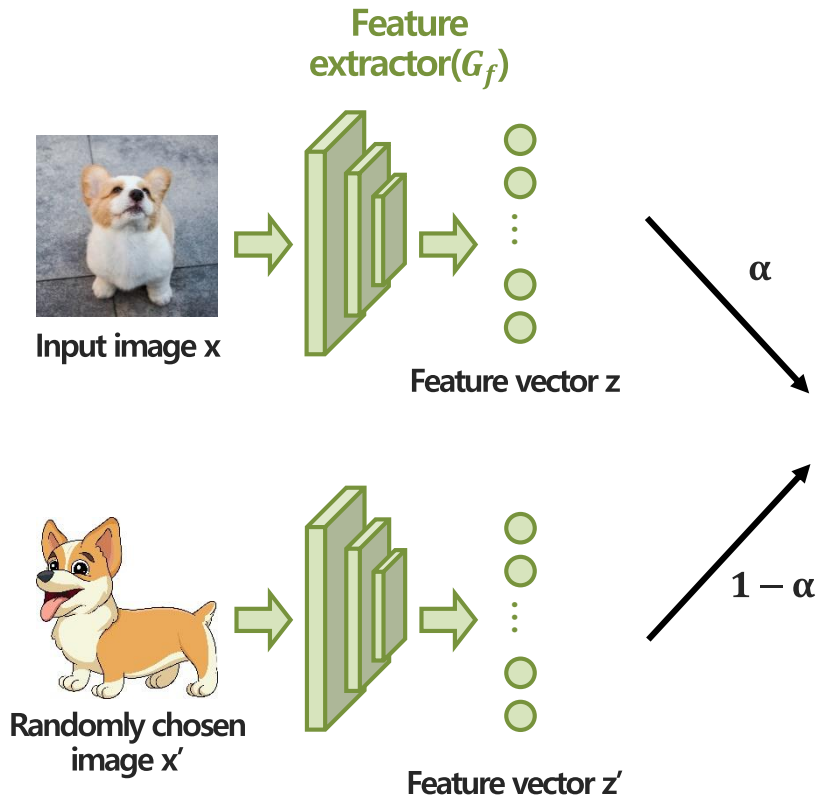 Feature
extractor(G_f)
Input image x
Feature vector z
α
1 − α
Randomly chosen
image x′
Feature vector z′